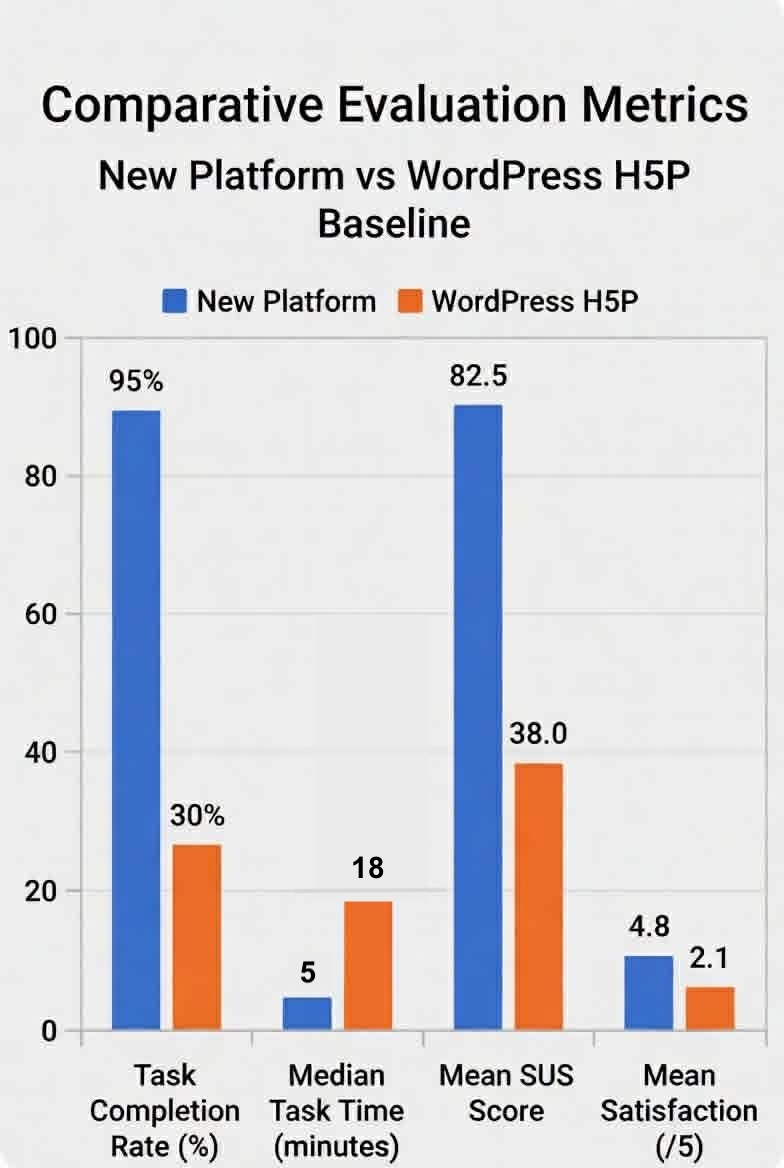 Comparative Evaluation Metrics
New Platform vs WordPress H5P
Baseline
New Platform
WordPress H5P
100
80
60
40
20
0
95%
30%
5
18
82.5
38.0
4.8
2.1
Task
Completion
Rate (%)
Median
Task Time
(minutes)
Mean SUS
Score
Mean
Satisfaction
(/5)